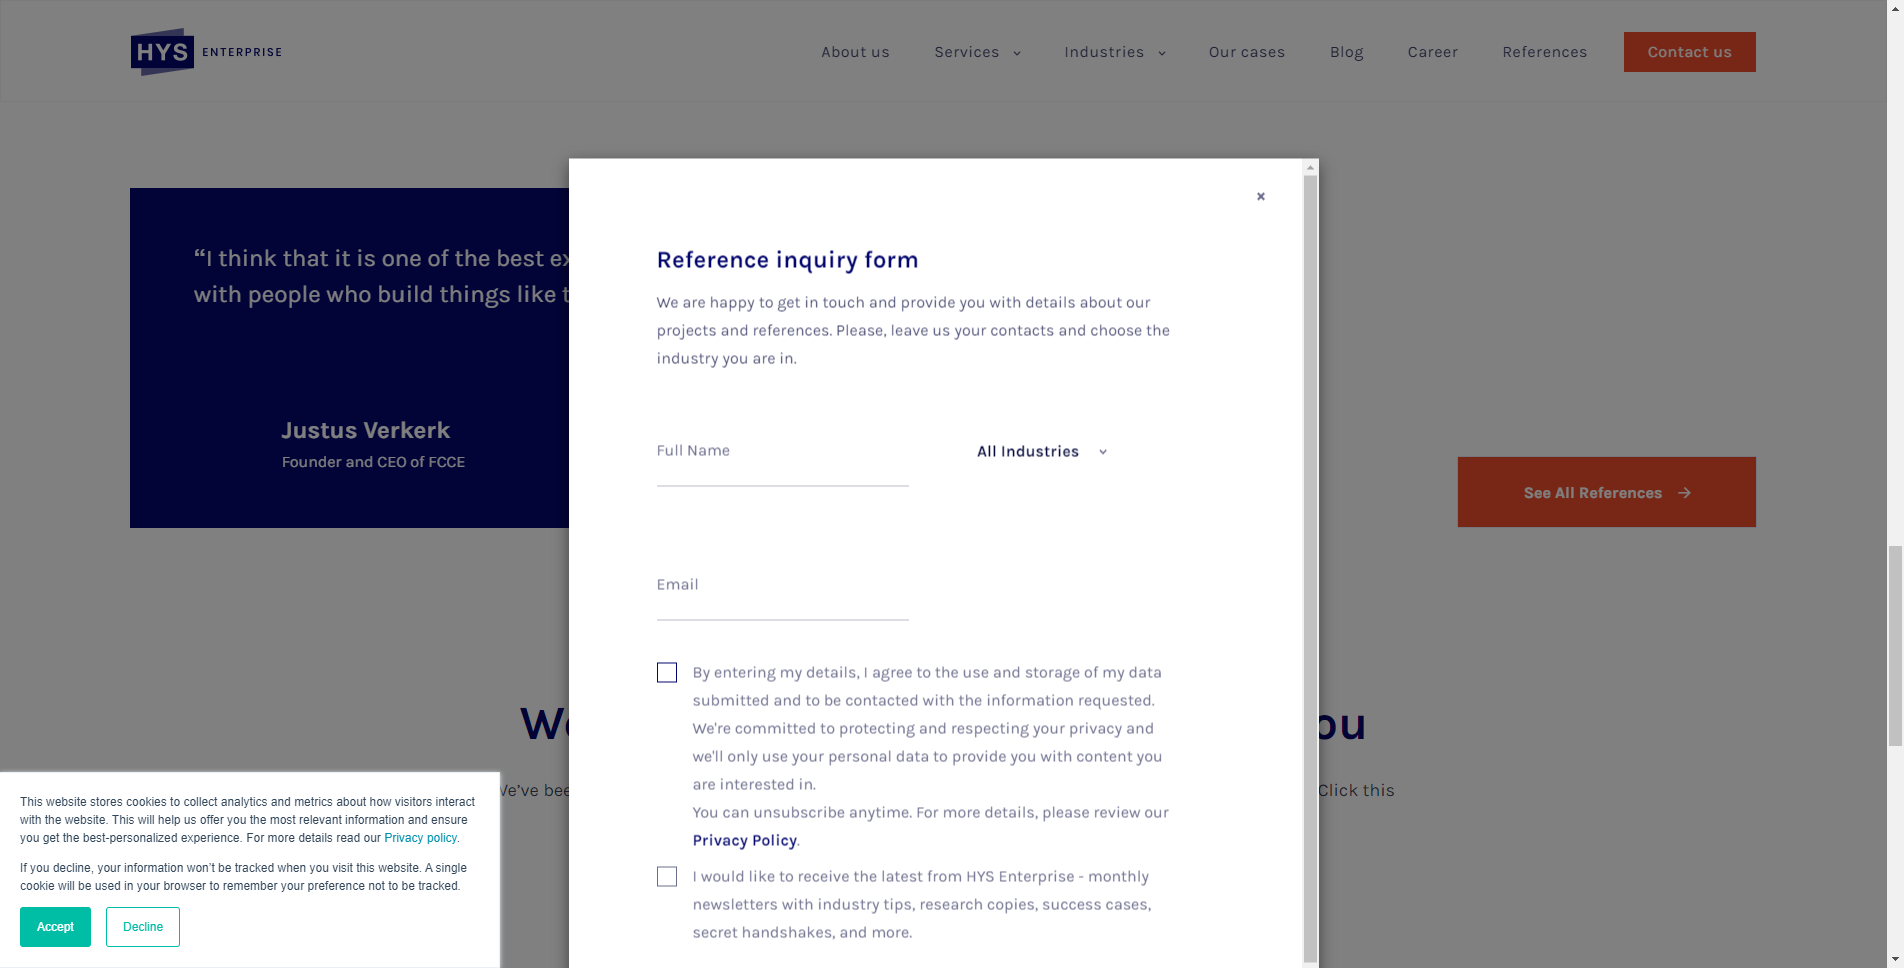 HYS ENTERPRISE
About us
Services
Industries
Our cases
Blog
Career
References
Contact us
“I think that it is one of the best ex
with people who build things like t
Justus Verkerk
Founder and CEO of FCCE
See All References
Reference inquiry form
We are happy to get in touch and provide you with details about our
projects and references. Please, leave us your contacts and choose the
industry you are in.
Full Name
All Industries
Email
By entering my details, I agree to the use and storage of my data
submitted and to be contacted with the information requested.
We're committed to protecting and respecting your privacy and
we'll only use your personal data to provide you with content you
are interested in.
You can unsubscribe anytime. For more details, please review our
Privacy Policy.
I would like to receive the latest from HYS Enterprise - monthly
newsletters with industry tips, research copies, success cases,
secret handshakes, and more.
Click this
This website stores cookies to collect analytics and metrics about how visitors interact
with the website. This will help us offer you the most relevant information and ensure
you get the best-personalized experience. For more details read our Privacy policy.
If you decline, your information won’t be tracked when you visit this website. A single
cookie will be used in your browser to remember your preference not to be tracked.
Accept
Decline